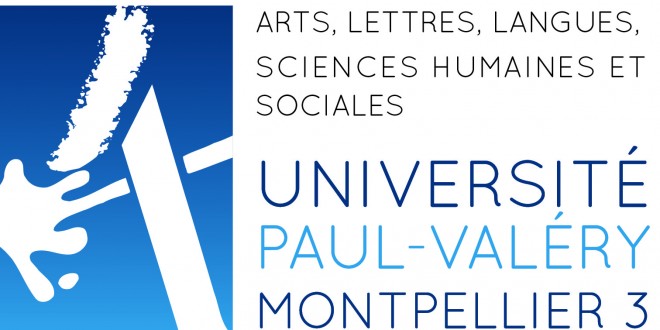 ARTS, LETTRES, LANGUES,
SCIENCES HUMAINES ET
SOCIALES
UNIVERSITÉ
PAUL-VALÉRY
MONTPELLIER 3